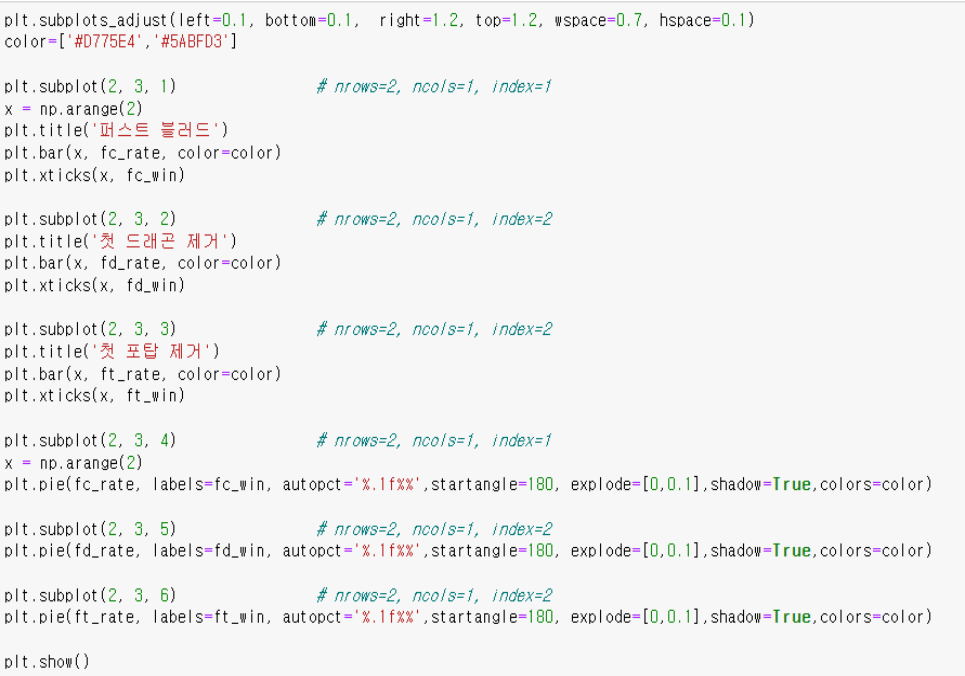 plt.subplots_adjust(left=0.1, bottom=0.1,  right=1.2, top=1.2, wspace=0.7, hspace=0.1)
color=['#D775E4','#5ABFD3']
plt.subplot(2, 3, 1)                # nrows=2, ncols=1, index=1
x = np.arange(2)
plt.title('퍼스트 블러드')
plt.bar(x, fc_rate, color=color)
plt.xticks(x, fc_win)
plt.subplot(2, 3, 2)                # nrows=2, ncols=1, index=2
plt.title('첫 드래곤 제거')
plt.bar(x, fd_rate, color=color)
plt.xticks(x, fd_win)
plt.subplot(2, 3, 3)                # nrows=2, ncols=1, index=2
plt.title('첫 포탑 제거')
plt.bar(x, ft_rate, color=color)
plt.xticks(x, ft_win)
plt.subplot(2, 3, 4)                # nrows=2, ncols=1, index=1
x = np.arange(2)
plt.pie(fc_rate, labels=fc_win, autopct='%.1f%%',startangle=180, explode=[0,0.1],shadow=True,colors=color)
plt.subplot(2, 3, 5)                # nrows=2, ncols=1, index=2
plt.pie(fd_rate, labels=fd_win, autopct='%.1f%%',startangle=180, explode=[0,0.1],shadow=True,colors=color)
plt.subplot(2, 3, 6)                # nrows=2, ncols=1, index=2
plt.pie(ft_rate, labels=ft_win, autopct='%.1f%%',startangle=180, explode=[0,0.1],shadow=True,colors=color)
plt.show()